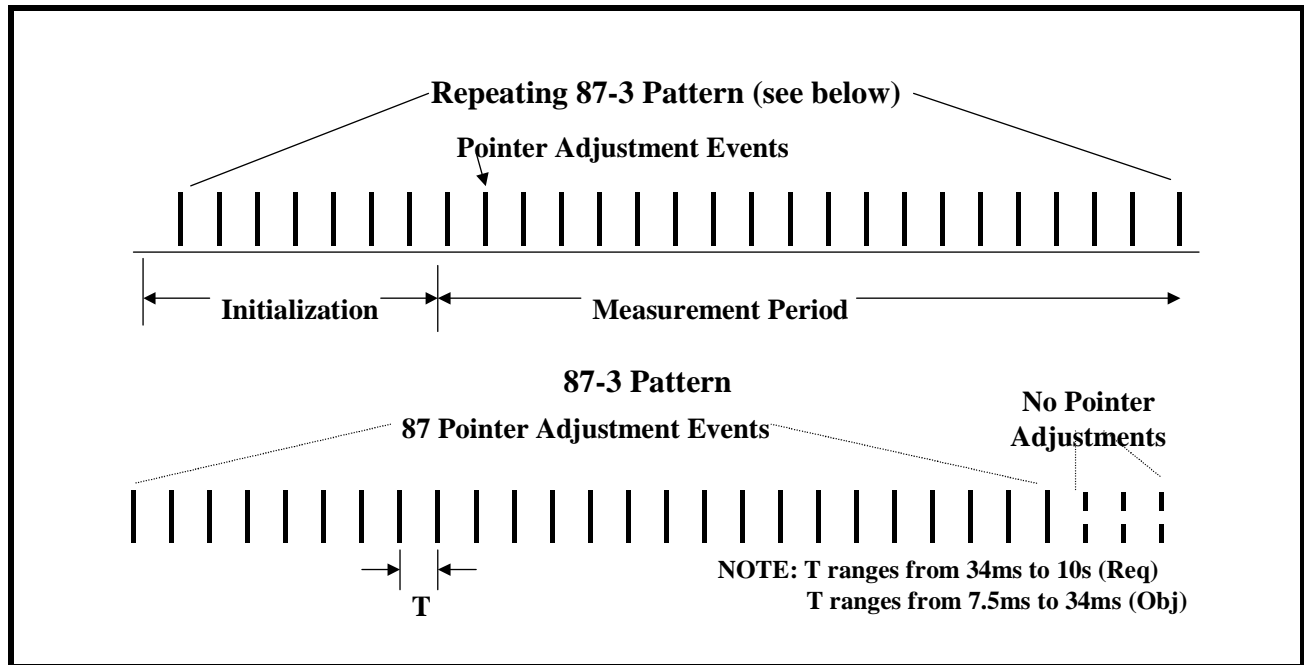 Repeating 87-3 Pattern (see below)
Pointer Adjustment Events
Initialization
Measurement Period
87-3 Pattern
87 Pointer Adjustment Events
No Pointer
Adjustments
T
NOTE: T ranges from 34ms to 10s (Req)
T ranges from 7.5ms to 34ms (Obj)